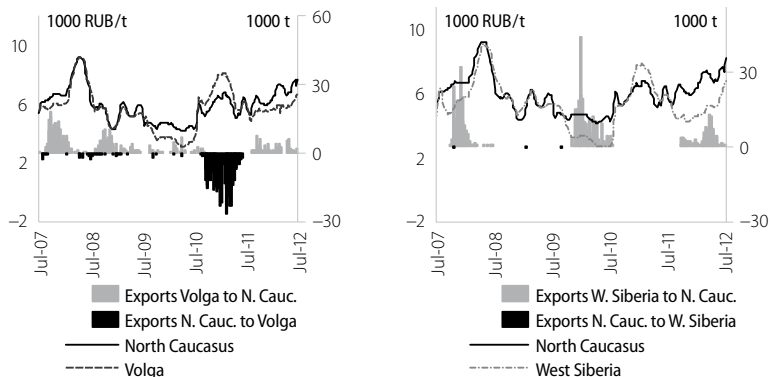 1000 RUB/t 1000 t 60
10
30
6
2 0
−2 −30
Jul-07 Jul-08 Jul-09 Jul-10 Jul-11 Jul-12
Exports Volga to N. Cauc.
Exports N. Cauc. to Volga
North Caucasus
Volga
1000 RUB/t 1000 t
10
6 30
2 0
−2 −30
Jul-07 Jul-08 Jul-09 Jul-10 Jul-11 Jul-12
Exports W. Siberia to N. Cauc.
Exports N. Cauc. to W. Siberia
North Caucasus
West Siberia